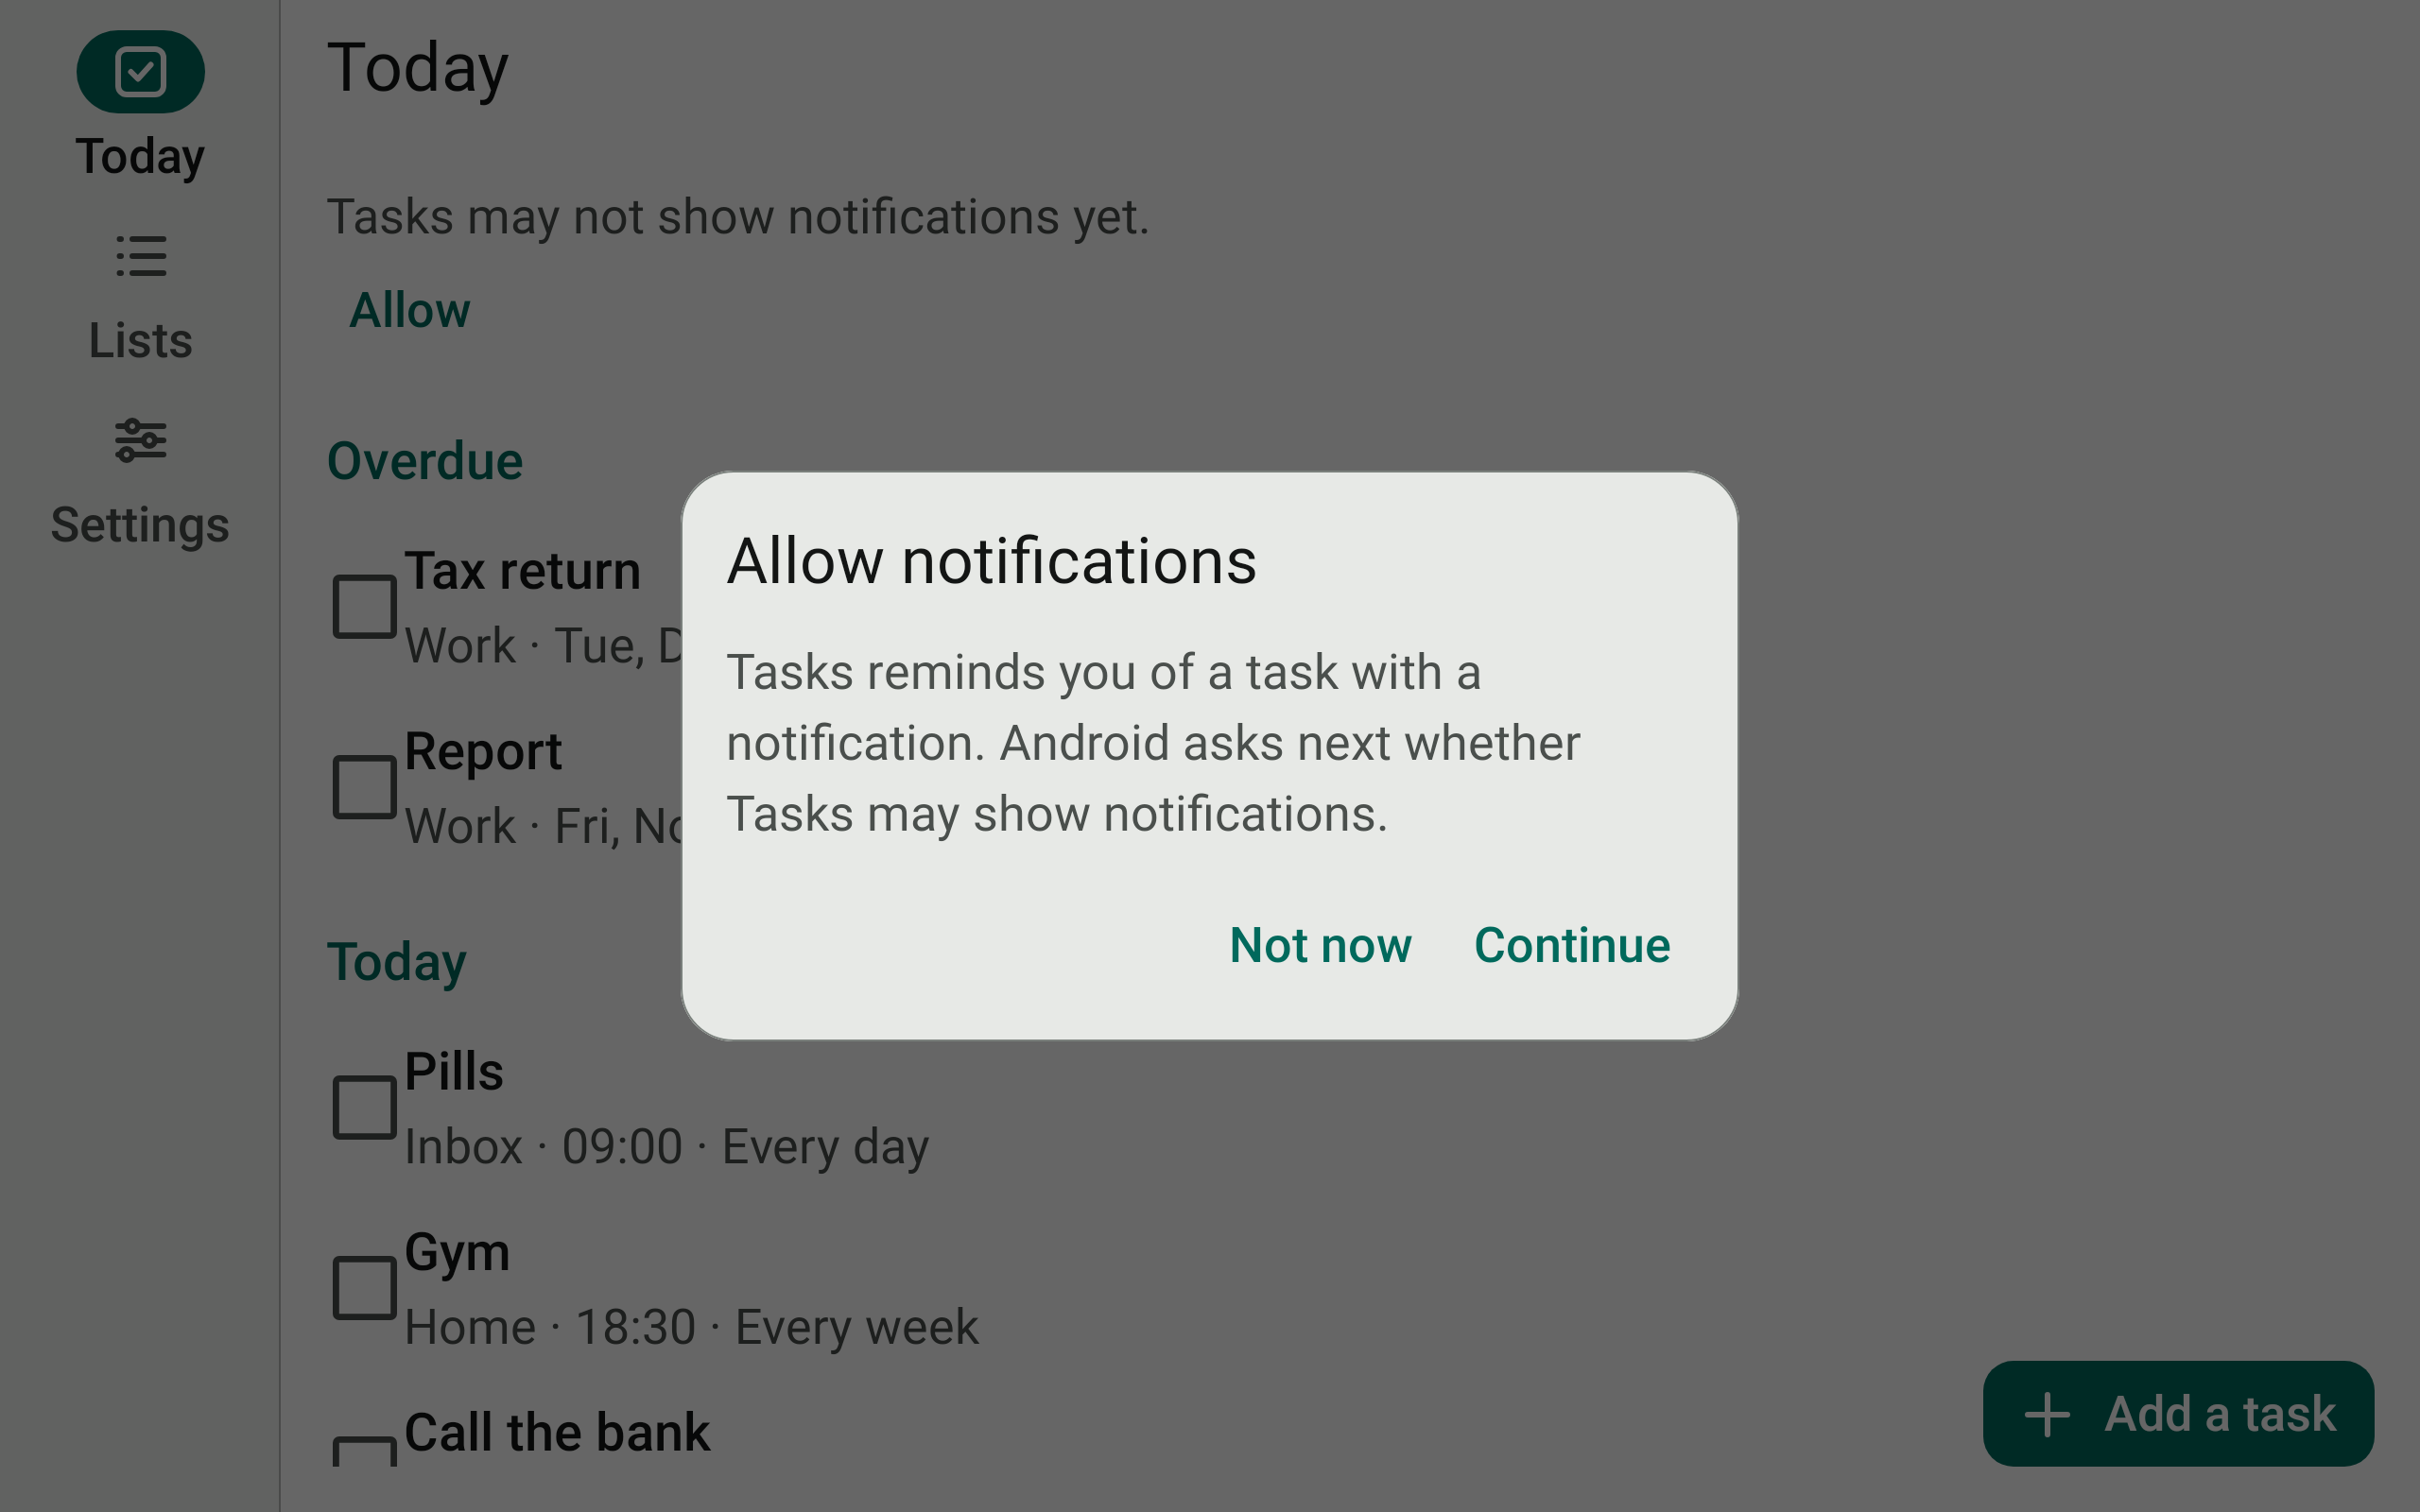 Today
Lists
Settings
Today
Tasks may not show notifications yet.
Allow
Overdue
Tax return
Work · Tue,
Report
Work · Fri,
Today
Pills
Inbox · 09:00 · Every day
Gym
Home · 18:30 · Every week
Call the bank
Allow notifications
Tasks reminds you of a task with a
notification. Android asks next whether
Tasks may show notifications.
Not now
Continue
Add a task